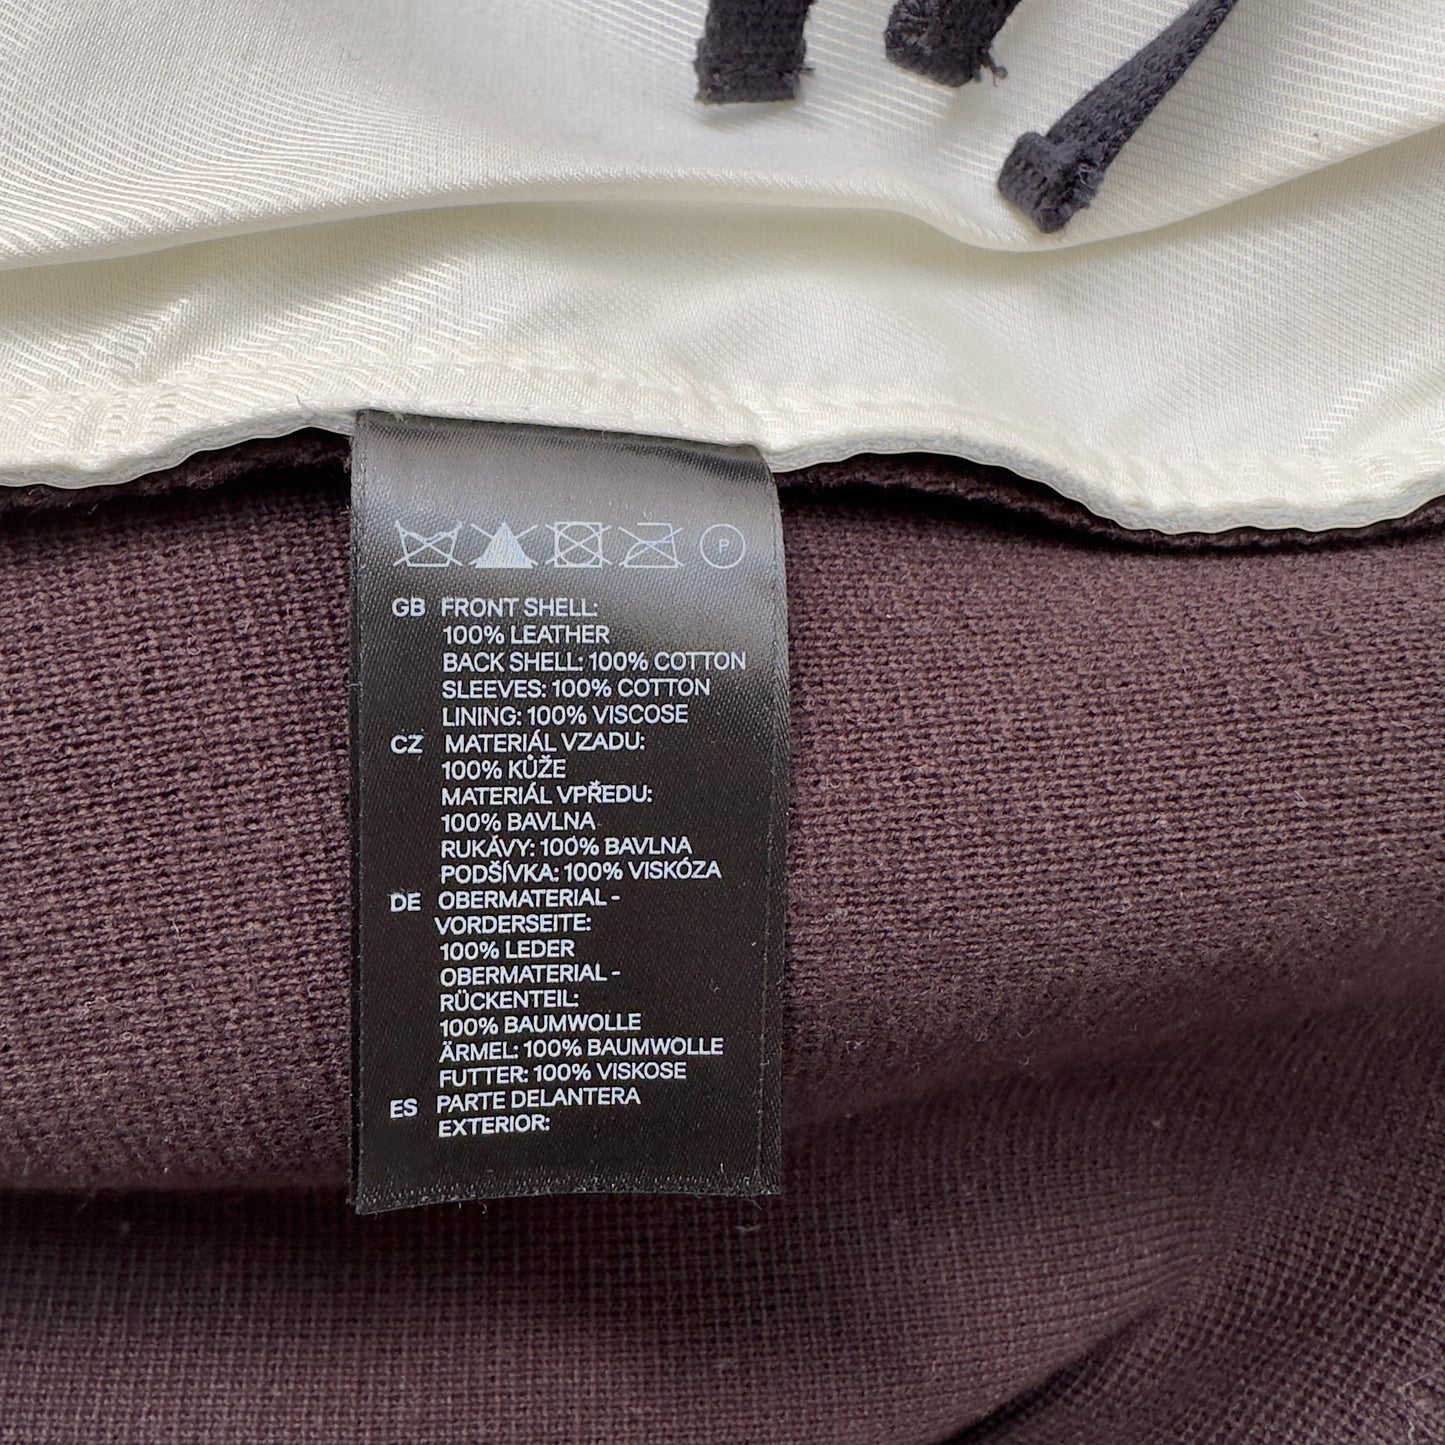 P
GB FRONT SHELL:
100% LEATHER
BACK SHELL: 100% COTTON
SLEEVES: 100% COTTON
LINING: 100% VISCOSE
CZ MATERIÁL VZADU:
100% KŮŽE
MATERIÁL VPŘEDU:
100% BAVLNA
RUKÁVY: 100% BAVLNA
PODŠÍVKA: 100% VISKÓZA
DE OBERMATERIAL -
VORDERSEITE:
100% LEDER
OBERMATERIAL -
RÜCKENTEIL:
100% BAUMWOLLE
ÄRMEL: 100% BAUMWOLLE
FUTTER: 100% VISKOSE
ES PARTE DELANTERA
EXTERIOR: